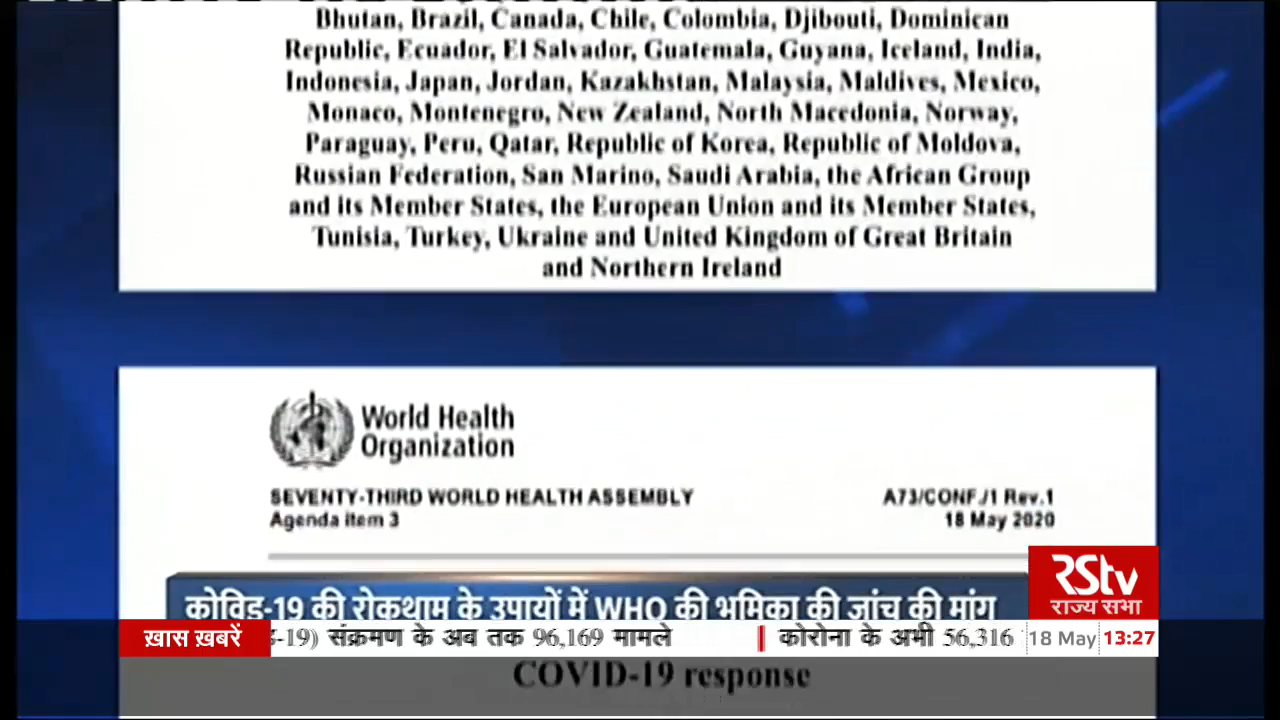 Bhutan, Brazil, Canada, Chile, Colombia, Djibouti, Dominican
Republic, Ecuador, El Salvador, Guatemala, Guyana, Iceland, India,
Indonesia, Japan, Jordan, Kazakhstan, Malaysia, Maldives, Mexico,
Monaco, Montenegro, New Zealand, North Macedonia, Norway,
Paraguay, Peru, Qatar, Republic of Korea, Republic of Moldova,
Russian Federation, San Marino, Saudi Arabia, the African Group
and its Member States, the European Union and its Member States,
Tunisia, Turkey, Ukraine and United Kingdom of Great Britain
and Northern Ireland
World Health
Organization
SEVENTY-THIRD WORLD HEALTH ASSEMBLY A73/CONF./1 Rev.1
Agenda item 3 18 May 2020
RStv
राज्य सभा
कोविड-19 की रोकथाम के उपायों में WHO की भूमिका की जांच की मांग
ख़ास ख़बरें -19) संक्रमण के अब तक 96,169 मामले | कोरोना के अभी 56,316 18 May 13:27
COVID-19 response